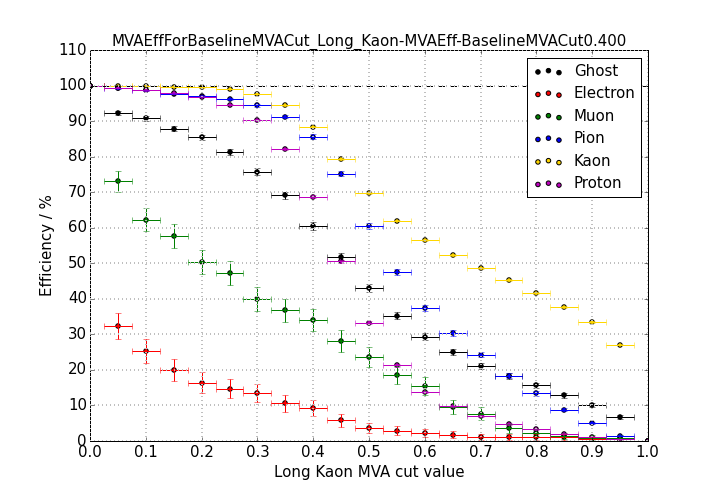 MVAEffForBaselineMVACut_Long_Kaon-MVAEff-BaselineMVACut0.400
110
100
90
80
70
60
50
40
30
20
10
0
Efficiency / %
Ghost
Electron
Muon
Pion
Kaon
Proton
0.0 0.1 0.2 0.3 0.4 0.5 0.6 0.7 0.8 0.9 1.0
Long Kaon MVA cut value